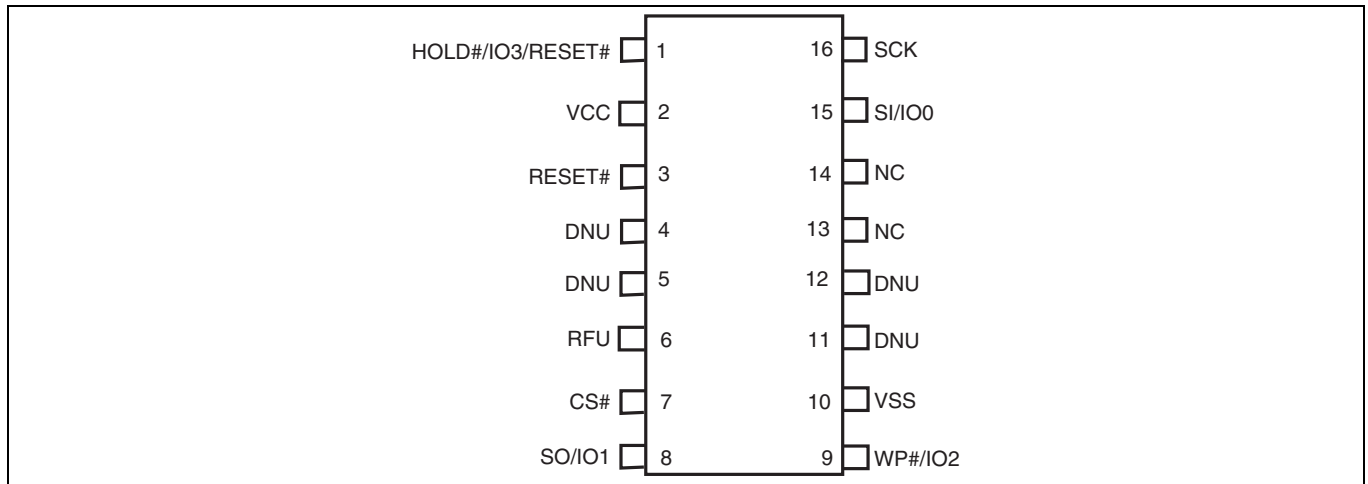 HOLD#/IO3/RESET# 1 16 SCK
VCC 2 15 SI/IO0
RESET# 3 14 NC
DNU 4 13 NC
DNU 5 12 DNU
RFU 6 11 DNU
CS# 7 10 VSS
SO/IO1 8 9 WP#/IO2